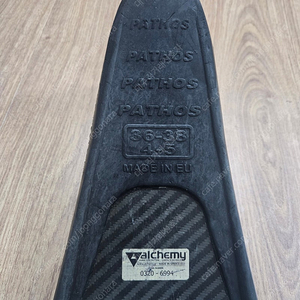 PATHOS
PATHOS
PATHOS
PATHOS
36-38
4-5
MADE IN EU
alchemy
0320 - 6994